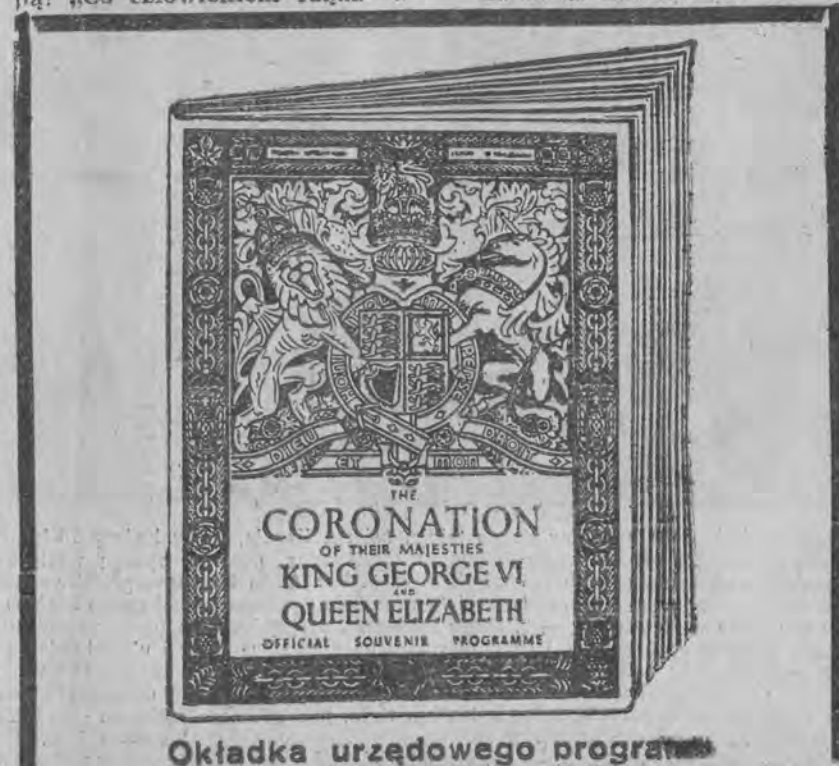 THE
CORONATION
OF THEIR MAJESTIES
KING GEORGE VI
AND
QUEEN ELIZABETH
OFFICIAL SOUVENIR PROGRAMME
DIEU ET MON DROIT
Okładka urzędowego